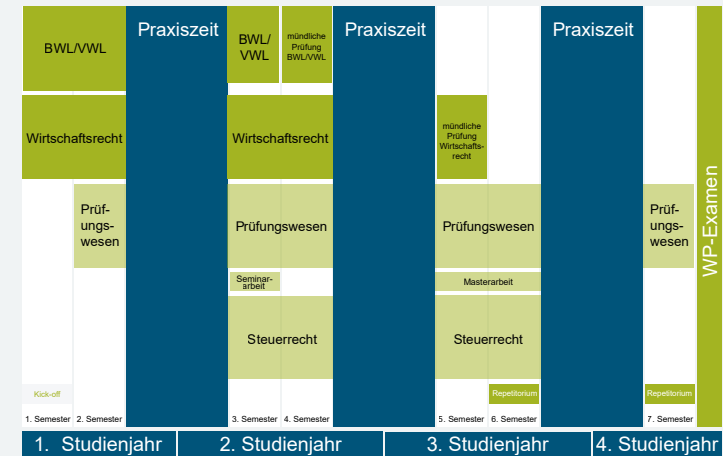 BWL/VWL
Praxiszeit
BWL/
VWL
mündliche
Prüfung
BWL/VWL
Praxiszeit
Praxiszeit
Wirtschaftsrecht
Wirtschaftsrecht
mündliche
Prüfung
Wirtschafts-
recht
Prüf-
ungs-
wesen
Prüfungswesen
Prüfungswesen
Prüf-
ungs-
wesen
WP-Examen
Seminar-
arbeit
Masterarbeit
Steuerrecht
Steuerrecht
Kick-off
Repetitorium
Repetitorium
1. Semester
2. Semester
3. Semester
4. Semester
5. Semester
6. Semester
7. Semester
1. Studienjahr
2. Studienjahr
3. Studienjahr
4. Studienjahr